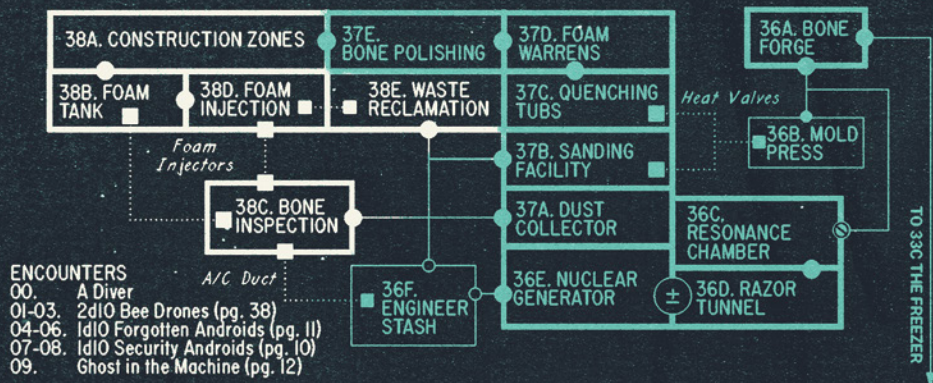 38A. CONSTRUCTION ZONES
37E.
BONE POLISHING
37D. FOAM
WARRENS
36A. BONE
FORGE
38B. FOAM
TANK
38D. FOAM
INJECTION
38E. WASTE
RECLAMATION
37C. QUENCHING
TUBS
Heat Valves
36B. MOLD
PRESS
Foam
Injectors
37B. SANDING
FACILITY
38C. BONE
INSPECTION
37A. DUST
COLLECTOR
36C.
RESONANCE
CHAMBER
TO 33C THE FREEZER
A/C Duct
36F.
ENGINEER
STASH
36E. NUCLEAR
GENERATOR
±
36D. RAZOR
TUNNEL
ENCOUNTERS
00. A Diver
01-03. 2d10 Bee Drones (pg. 38)
04-06. 1d10 Forgotten Androids (pg. 11)
07-08. 1d10 Security Androids (pg. 10)
09. Ghost in the Machine (pg. 12)